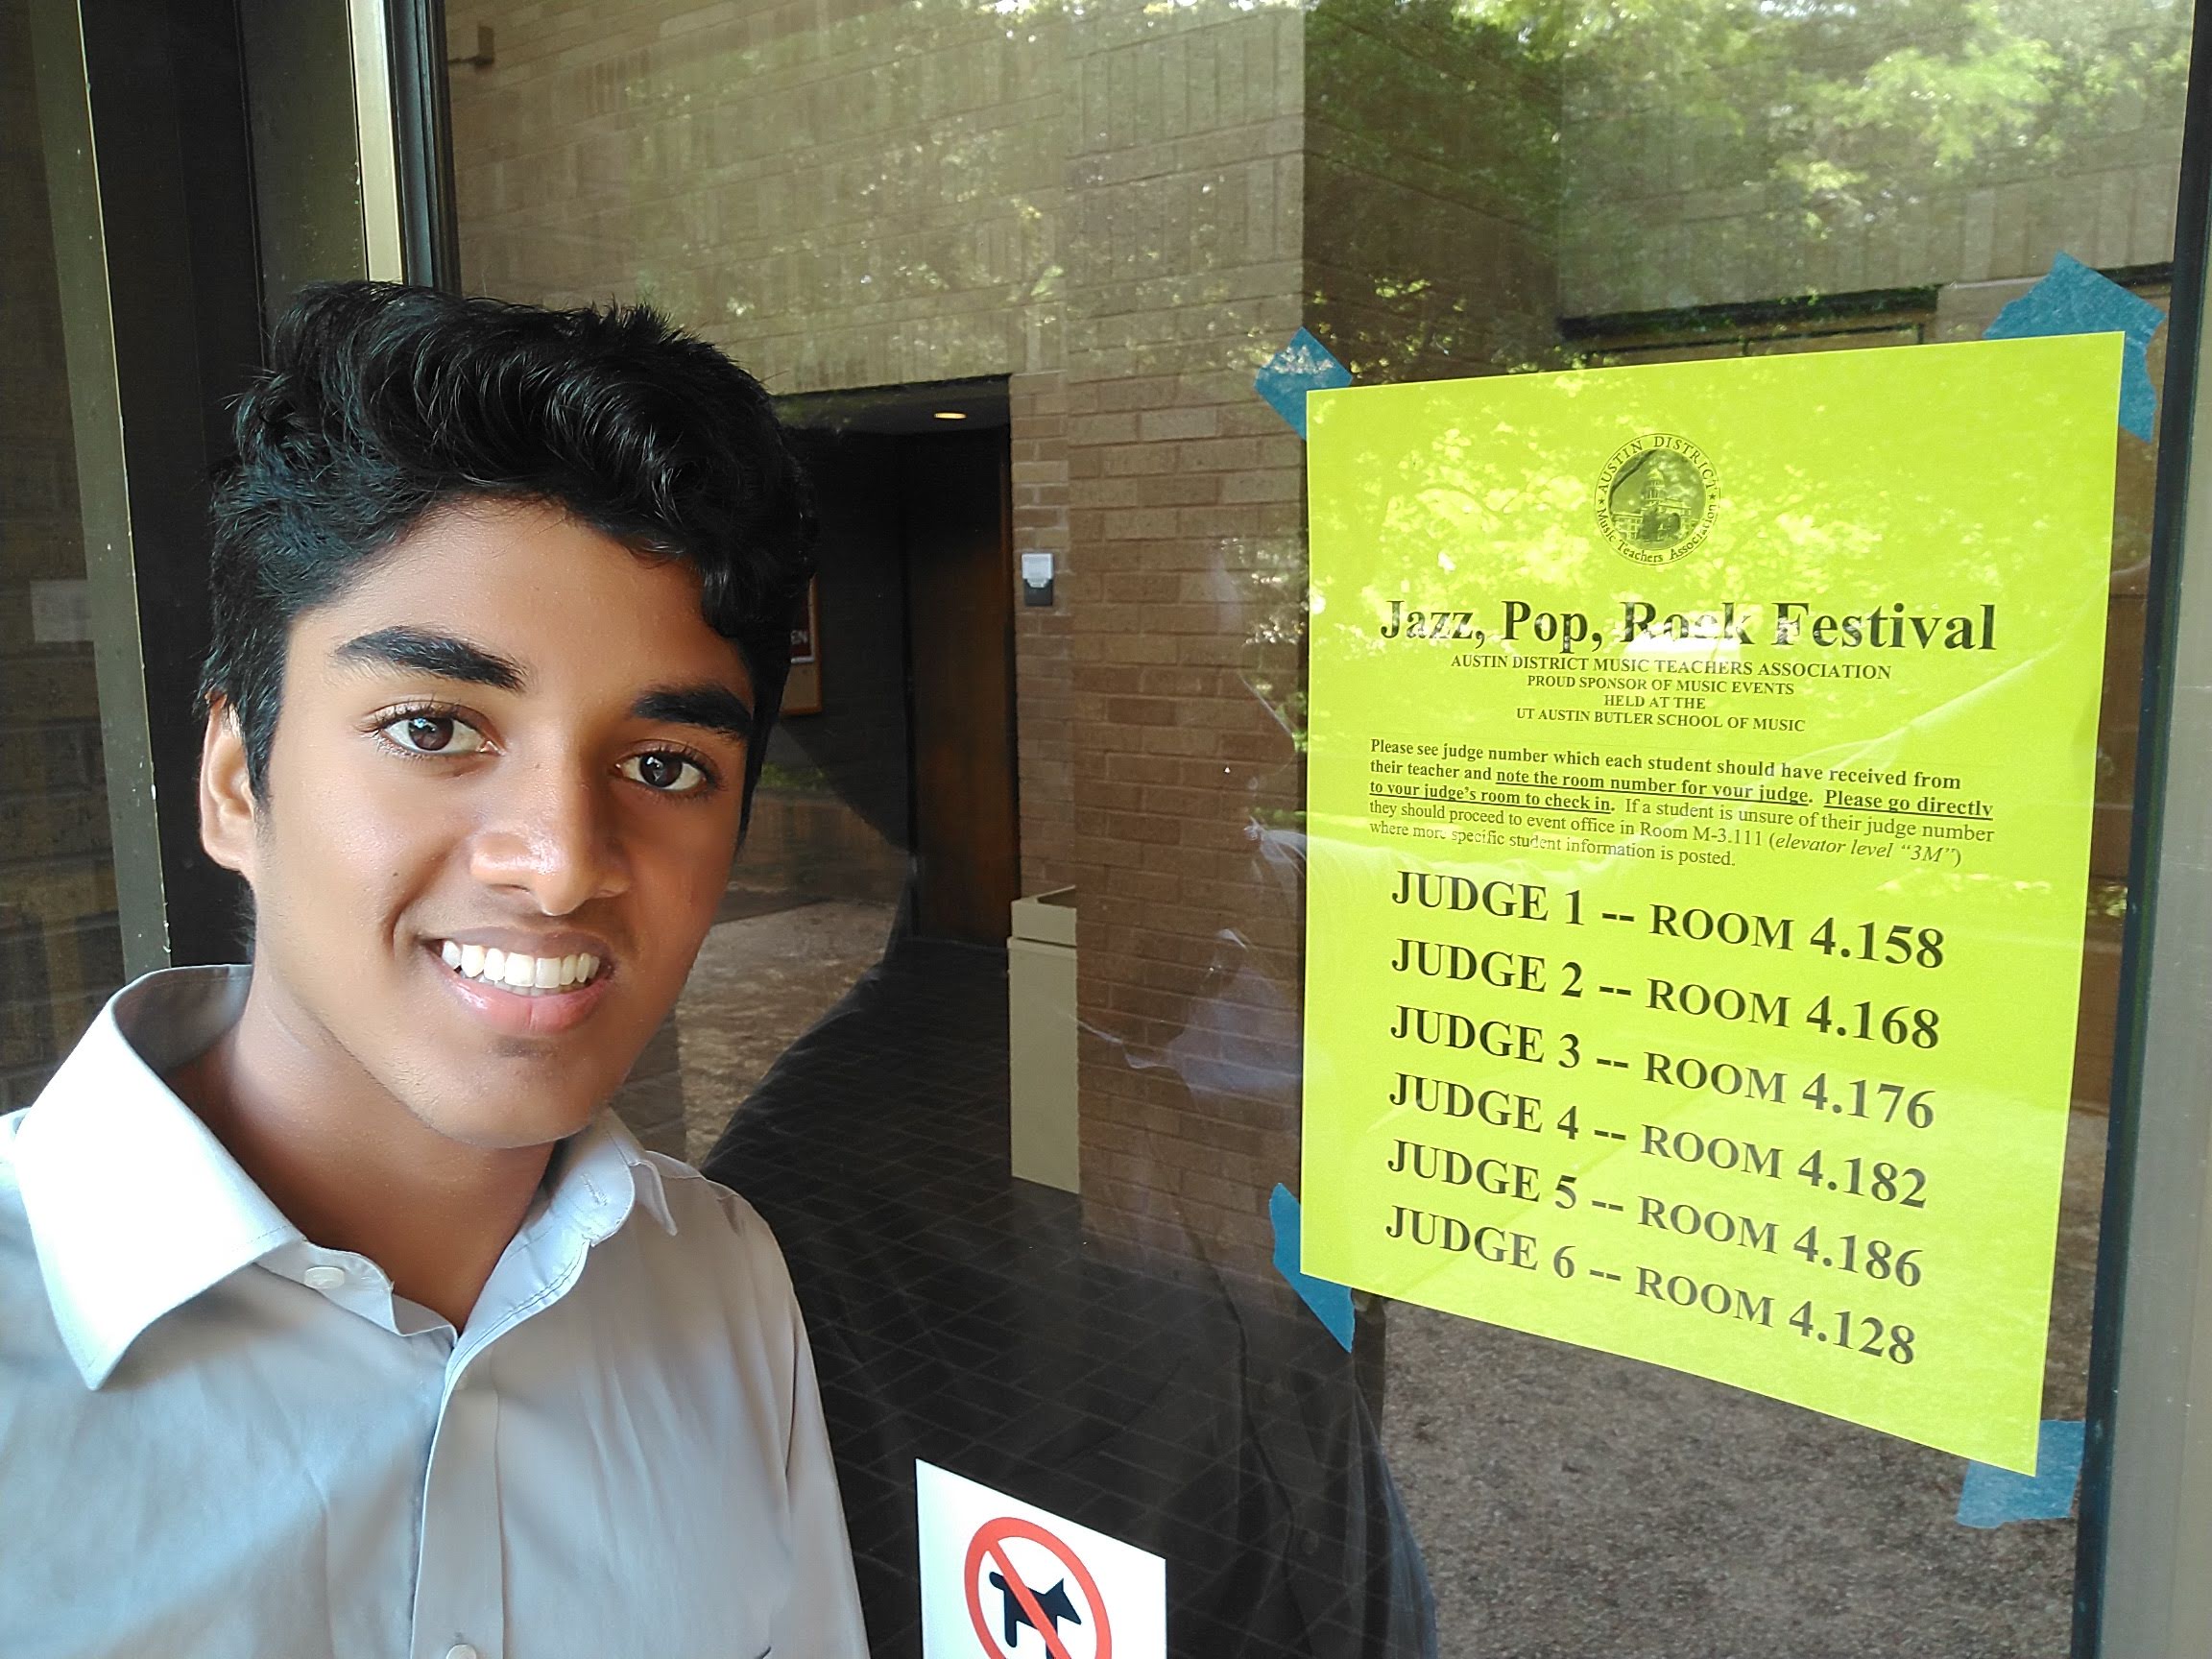 AUSTIN DISTRICT
Music Teachers Association
Jazz, Pop, Rock Festival
AUSTIN DISTRICT MUSIC TEACHERS ASSOCIATION
PROUD SPONSOR OF MUSIC EVENTS
HELD AT THE
UT AUSTIN BUTLER SCHOOL OF MUSIC
Please see judge number which each student should have received from
their teacher and note the room number for your judge. Please go directly
to your judge's room to check in. If a student is unsure of their judge number
they should proceed to event office in Room M-3.111 (elevator level “3M”)
where more specific student information is posted.
JUDGE 1 -- ROOM 4.158
JUDGE 2 -- ROOM 4.168
JUDGE 3 -- ROOM 4.176
JUDGE 4 -- ROOM 4.182
JUDGE 5 -- ROOM 4.186
JUDGE 6 -- ROOM 4.128